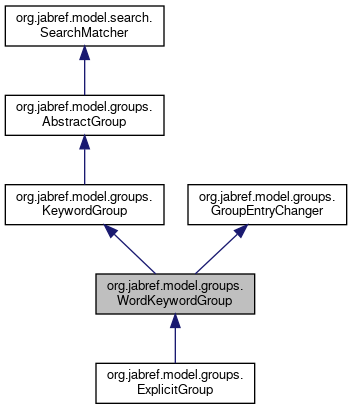 org.jabref.model.search.
SearchMatcher
org.jabref.model.groups.
AbstractGroup
org.jabref.model.groups.
KeywordGroup
org.jabref.model.groups.
GroupEntryChanger
org.jabref.model.groups.
WordKeywordGroup
org.jabref.model.groups.
ExplicitGroup